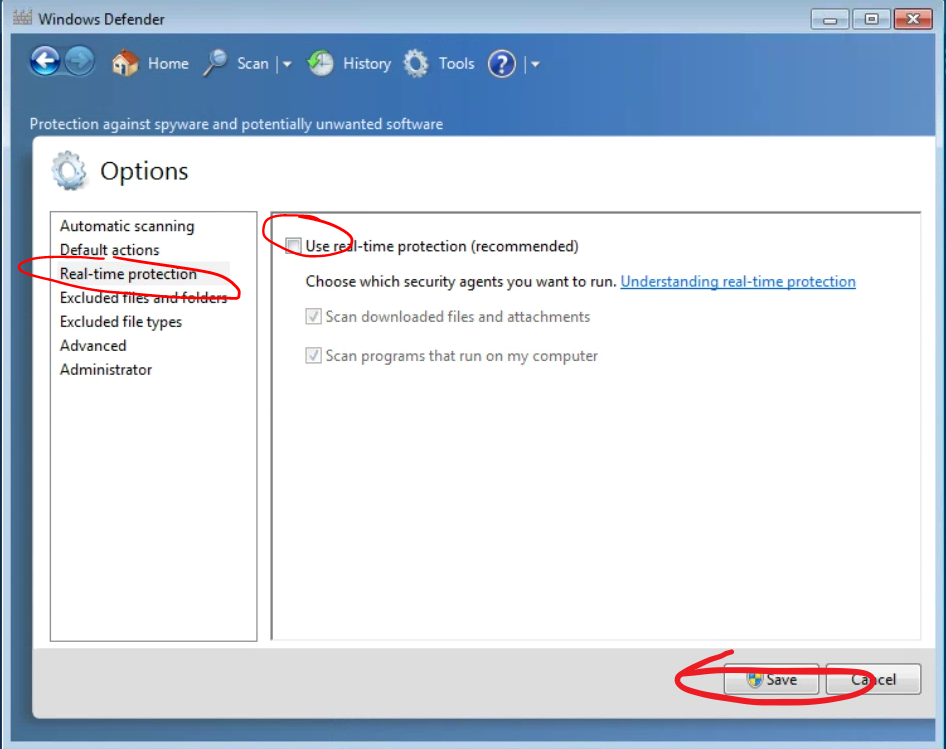 Windows Defender
Home Scan History Tools ?
Protection against spyware and potentially unwanted software
Options
Automatic scanning
Default actions
Real-time protection
Excluded files and folders
Excluded file types
Advanced
Administrator
Use real-time protection (recommended)
Choose which security agents you want to run. Understanding real-time protection
Scan downloaded files and attachments
Scan programs that run on my computer
Save Cancel